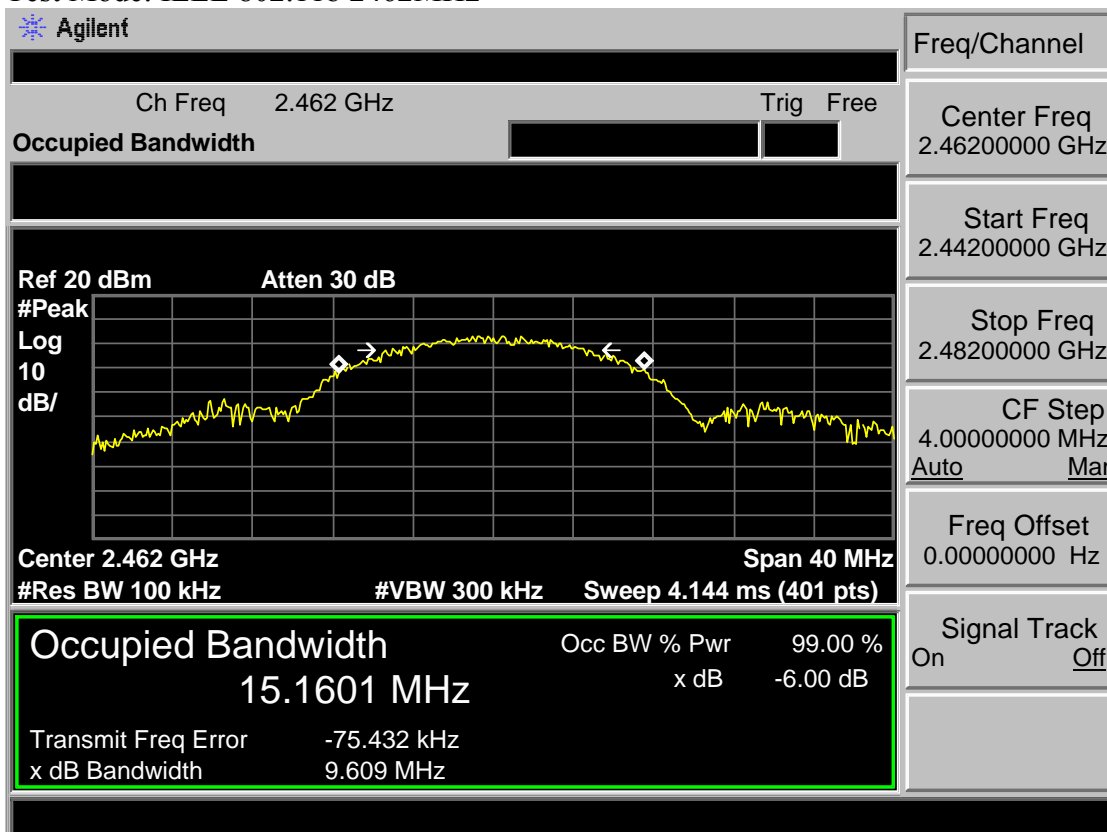 Agilent
Freq/Channel
Ch Freq 2.462 GHz Trig Free
Occupied Bandwidth
Center Freq
2.46200000 GHz
Start Freq
2.44200000 GHz
Stop Freq
2.48200000 GHz
CF Step
4.00000000 MHz
Auto Man
Freq Offset
0.00000000 Hz
Signal Track
On Off
Ref 20 dBm Atten 30 dB
#Peak
Log
10
dB/
Center 2.462 GHz Span 40 MHz
#Res BW 100 kHz #VBW 300 kHz Sweep 4.144 ms (401 pts)
Occupied Bandwidth Occ BW % Pwr 99.00 %
15.1601 MHz x dB -6.00 dB
Transmit Freq Error -75.432 kHz
x dB Bandwidth 9.609 MHz